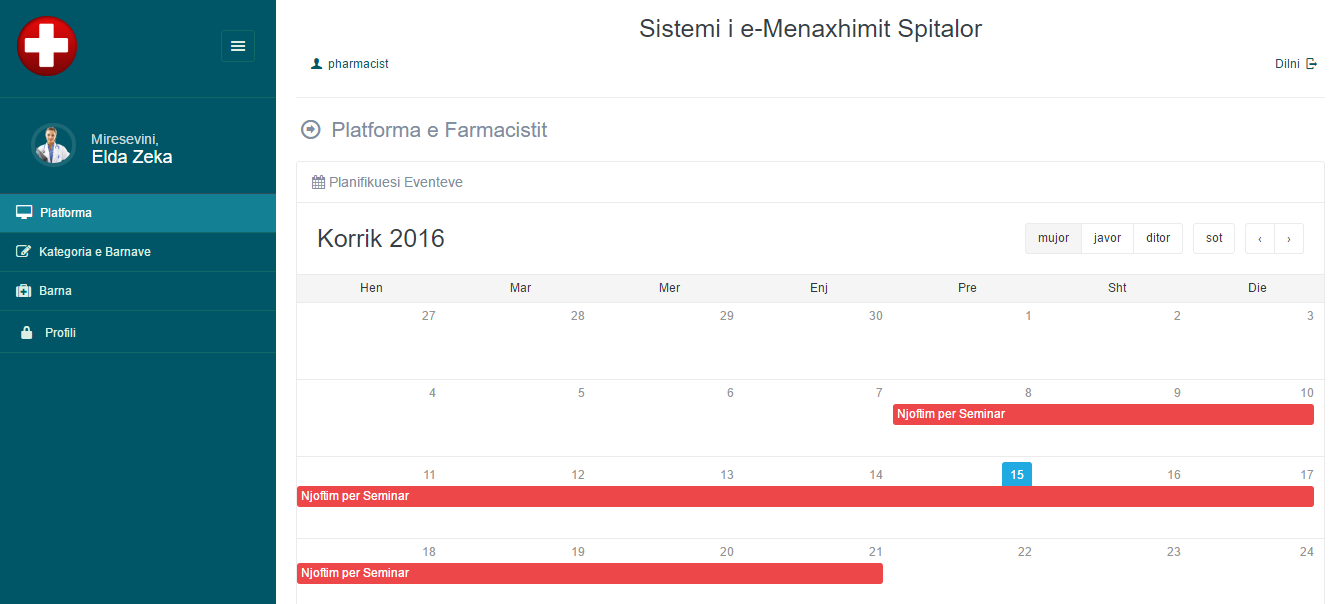 Sistemi i e-Menaxhimit Spitalor
pharmacist
Dilni
Miresevini,
Elda Zeka
Platforma
Kategoria e Barnave
Barna
Profili
Platforma e Farmacistit
Planifikuesi Eventeve
Korrik 2016
mujor javor ditor sot ‹ ›
Hen Mar Mer Enj Pre Sht Die
27 28 29 30 1 2 3
4 5 6 7 8 9 10
Njoftim per Seminar
11 12 13 14 15 16 17
Njoftim per Seminar
18 19 20 21 22 23 24
Njoftim per Seminar